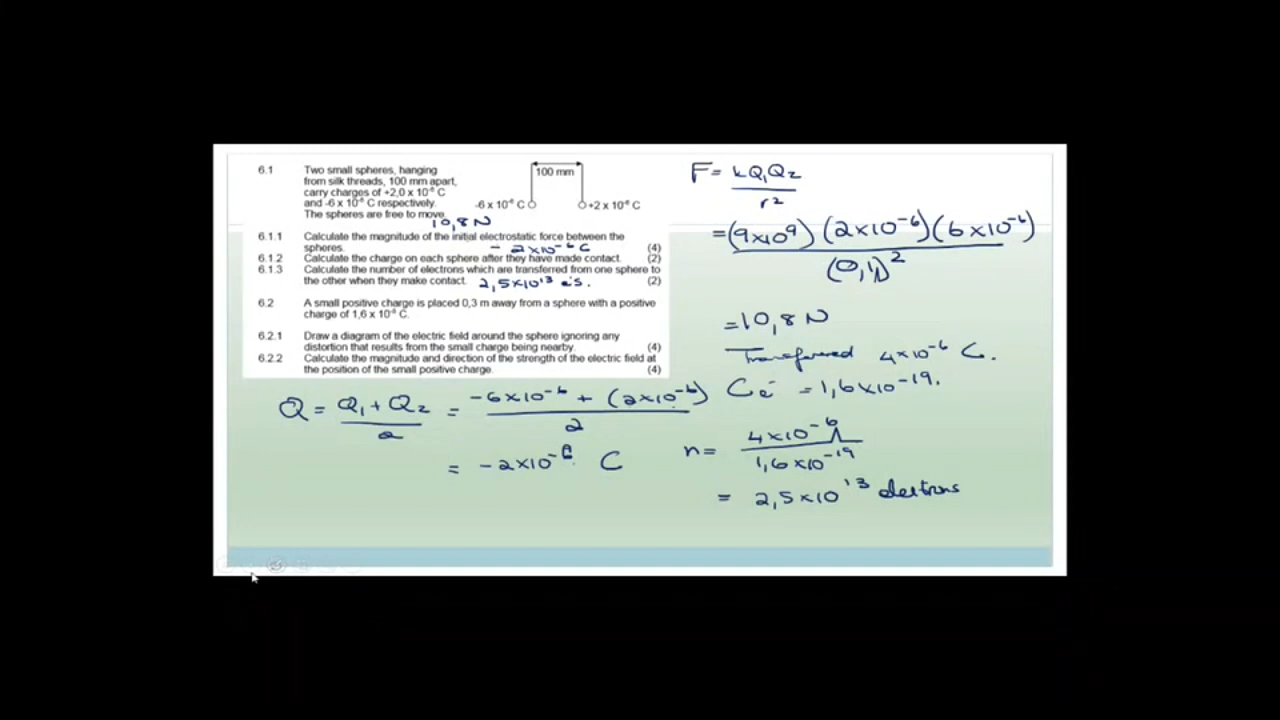 6.1 Two small spheres, hanging
from silk threads, 100 mm apart,
carry charges of +2,0 x 10⁻⁶ C
and -6 x 10⁻⁶ C respectively.
The spheres are free to move.
100 mm
-6 x 10⁻⁶ C
+2 x 10⁻⁶ C
10,8 N
6.1.1 Calculate the magnitude of the initial electrostatic force between the
spheres. (4)
- 2x10⁻⁶ C
6.1.2 Calculate the charge on each sphere after they have made contact. (2)
6.1.3 Calculate the number of electrons which are transferred from one sphere to
the other when they make contact. (2)
2,5x10¹³ e's.
6.2 A small positive charge is placed 0,3 m away from a sphere with a positive
charge of 1,6 x 10⁻⁶ C.
6.2.1 Draw a diagram of the electric field around the sphere ignoring any
distortion that results from the small charge being nearby. (4)
6.2.2 Calculate the magnitude and direction of the strength of the electric field at
the position of the small positive charge. (4)
Q = Q₁ + Q₂ / 2 = -6x10⁻⁶ + (2x10⁻⁶) / 2
= -2x10⁻⁶ C
F = kQ₁Q₂ / r²
= (9x10⁹) (2x10⁻⁶)(6x10⁻⁶) / (0,1)²
=10,8 N
Transferred 4x10⁻⁶ C.
Ce⁻ = 1,6x10-19.
n = 4x10⁻⁶ / 1,6x10⁻¹⁹
= 2,5x10¹³ electrons